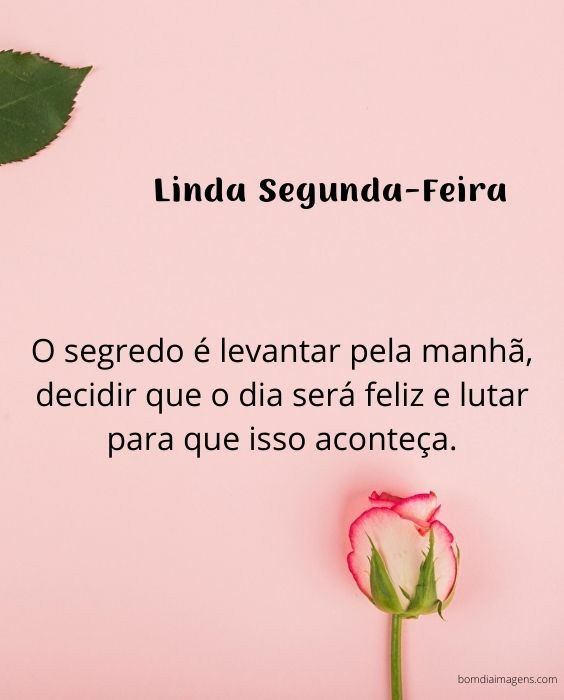 Linda Segunda-Feira
O segredo é levantar pela manhã,
decidir que o dia será feliz e lutar
para que isso aconteça.
bomdiaimagens.com